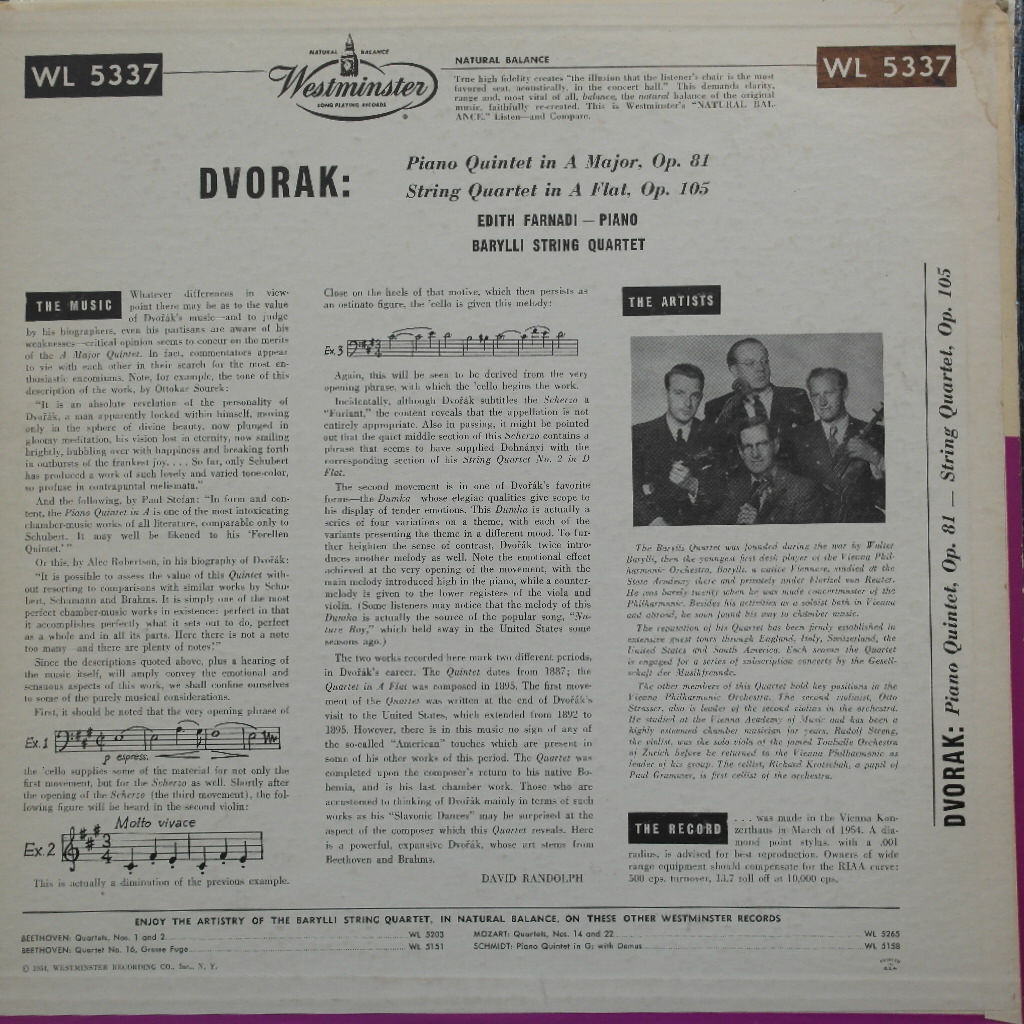 WL 5337
NATURAL BALANCE
Westminster
LONG PLAYING RECORDS
NATURAL BALANCE
True high fidelity creates "the illusion that the listener's chair is the most
favored seat, acoustically, in the concert hall." This demands clarity,
range and, most vital of all, balance, the natural balance of the original
music, faithfully re-created. This is Westminster's "NATURAL BAL-
ANCE." Listen—and Compare.
WL 5337
DVORAK:
Piano Quintet in A Major, Op. 81
String Quartet in A Flat, Op. 105
EDITH FARNADI — PIANO
BARYLLI STRING QUARTET
THE MUSIC
Whatever differences in view-
point there may be as to the value
of Dvořák's music—and to judge
by his biographers, even his partisans are aware of his
weaknesses—critical opinion seems to concur on the merits
of the A Major Quintet. In fact, commentators appear
to vie with each other in their search for the most en-
thusiastic encomiums. Note, for example, the tone of this
description of the work, by Ottokar Sourek:
"It is an absolute revelation of the personality of
Dvořák, a man apparently locked within himself, moving
only in the sphere of divine beauty, now plunged in
gloomy meditation, his vision lost in eternity, now smiling
brightly, bubbling over with happiness and breaking forth
in outbursts of the frankest joy. . . . So far, only Schubert
has produced a work of such lovely and varied tone-color,
so profuse in contrapuntal melismata."
And the following, by Paul Stefan: "In form and con-
tent, the Piano Quintet in A is one of the most intoxicating
chamber-music works of all literature, comparable only to
Schubert. It may well be likened to his 'Forellen
Quintet.' "
Or this, by Alec Robertson, in his biography of Dvořák:
"It is possible to assess the value of this Quintet with-
out resorting to comparisons with similar works by Schu-
bert, Schumann and Brahms. It is simply one of the most
perfect chamber-music works in existence: perfect in that
it accomplishes perfectly what it sets out to do, perfect
as a whole and in all its parts. Here there is not a note
too many—and there are plenty of notes!"
Since the descriptions quoted above, plus a hearing of
the music itself, will amply convey the emotional and
sensuous aspects of this work, we shall confine ourselves
to some of the purely musical considerations.
First, it should be noted that the very opening phrase of
Ex. 1
p espress.
the 'cello supplies some of the material for not only the
first movement, but for the Scherzo as well. Shortly after
the opening of the Scherzo (the third movement), the fol-
lowing figure will be heard in the second violin:
Molto vivace
Ex. 2
3
4
This is actually a diminution of the previous example.
Close on the heels of that motive, which then persists as
an ostinato figure, the 'cello is given this melody:
Ex. 3
3
4
Again, this will be seen to be derived from the very
opening phrase, with which the 'cello begins the work.
Incidentally, although Dvořák subtitles the Scherzo a
"Furiant," the content reveals that the appellation is not
entirely appropriate. Also in passing, it might be pointed
out that the quiet middle section of this Scherzo contains a
phrase that seems to have supplied Dohnányi with the
corresponding section of his String Quartet No. 2 in D
Flat.
The second movement is in one of Dvořák's favorite
forms—the Dumka—whose elegiac qualities give scope to
his display of tender emotions. This Dumka is actually a
series of four variations on a theme, with each of the
variants presenting the theme in a different mood. To fur-
ther heighten the sense of contrast, Dvořák twice intro-
duces another melody as well. Note the emotional effect
achieved at the very opening of the movement, with the
main melody introduced high in the piano, while a counter-
melody is given to the lower registers of the viola and
violin. (Some listeners may notice that the melody of this
Dumka is actually the source of the popular song, "Na-
ture Boy," which held sway in the United States some
seasons ago.)
The two works recorded here mark two different periods,
in Dvořák's career. The Quintet dates from 1887; the
Quartet in A Flat was composed in 1895. The first move-
ment of the Quartet was written at the end of Dvořák's
visit to the United States, which extended from 1892 to
1895. However, there is in this music no sign of any
of the so-called "American" touches which are present in
some of his other works of this period. The Quartet was
completed upon the composer's return to his native Bo-
hemia, and is his last chamber work. Those who are
accustomed to thinking of Dvořák mainly in terms of such
works as his "Slavonic Dances" may be surprised at the
aspect of the composer which this Quartet reveals. Here
is a powerful, expansive Dvořák, whose art stems from
Beethoven and Brahms.
DAVID RANDOLPH
THE ARTISTS
The Barylli Quartet was founded during the war by Walter
Barylli, then the youngest first desk player of the Vienna Phil-
harmonic Orchestra. Barylli, a native Viennese, studied at the
State Academy there and privately under Florizel von Reuter.
He was barely twenty when he was made concertmaster of the
Philharmonic. Besides his activities as a soloist both in Vienna
and abroad, he soon found his way to chamber music.
The reputation of his Quartet has been firmly established in
extensive guest tours through England, Italy, Switzerland, the
United States and South America. Each season the Quartet
is engaged for a series of subscription concerts by the Gesell-
schaft der Musikfreunde.
The other members of this Quartet hold key positions in the
Vienna Philharmonic Orchestra. The second violinist, Otto
Strasser, also is leader of the second violins in the orchestra.
He studied at the Vienna Academy of Music and has been a
highly esteemed chamber musician for years. Rudolf Streng,
the violist, was the solo viola of the famed Tonhalle Orchestra
of Zurich before he returned to the Vienna Philharmonic as
leader of his group. The cellist, Richard Krotschak, a pupil of
Paul Grummer, is first cellist of the orchestra.
THE RECORD
. . . was made in the Vienna Kon-
zerthaus in March of 1954. A dia-
mond point stylus, with a .001
radius, is advised for best reproduction. Owners of wide
range equipment should compensate for the RIAA curve:
500 cps. turnover, 13.7 roll off at 10,000 cps.
DVORAK: Piano Quintet, Op. 81 — String Quartet, Op. 105
ENJOY THE ARTISTRY OF THE BARYLLI STRING QUARTET, IN NATURAL BALANCE, ON THESE OTHER WESTMINSTER RECORDS
BEETHOVEN: Quartets, Nos. 1 and 2 WL 5203
BEETHOVEN: Quartet No. 16, Grosse Fuge WL 5151
MOZART: Quartets, Nos. 14 and 22 WL 5265
SCHMIDT: Piano Quintet in G; with Demus WL 5158
© 1954, WESTMINSTER RECORDING CO., Inc., N. Y.
PRINTED
IN
U.S.A.